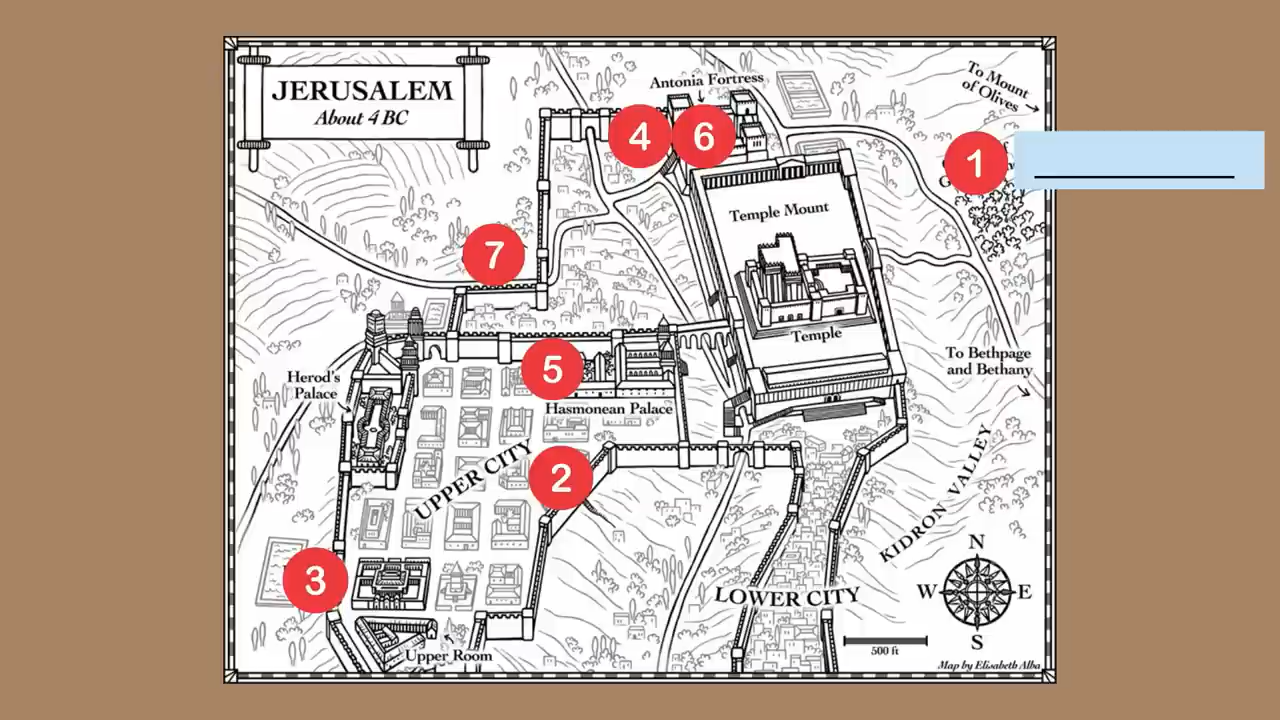 JERUSALEM
About 4 BC
Antonia Fortress
To Mount
of Olives
4
6
1
Temple Mount
7
Temple
To Bethpage
and Bethany
Herod's
Palace
5
Hasmonean Palace
UPPER CITY
2
KIDRON VALLEY
3
LOWER CITY
N
W
E
S
500 ft
Upper Room
Map by Elisabeth Alba